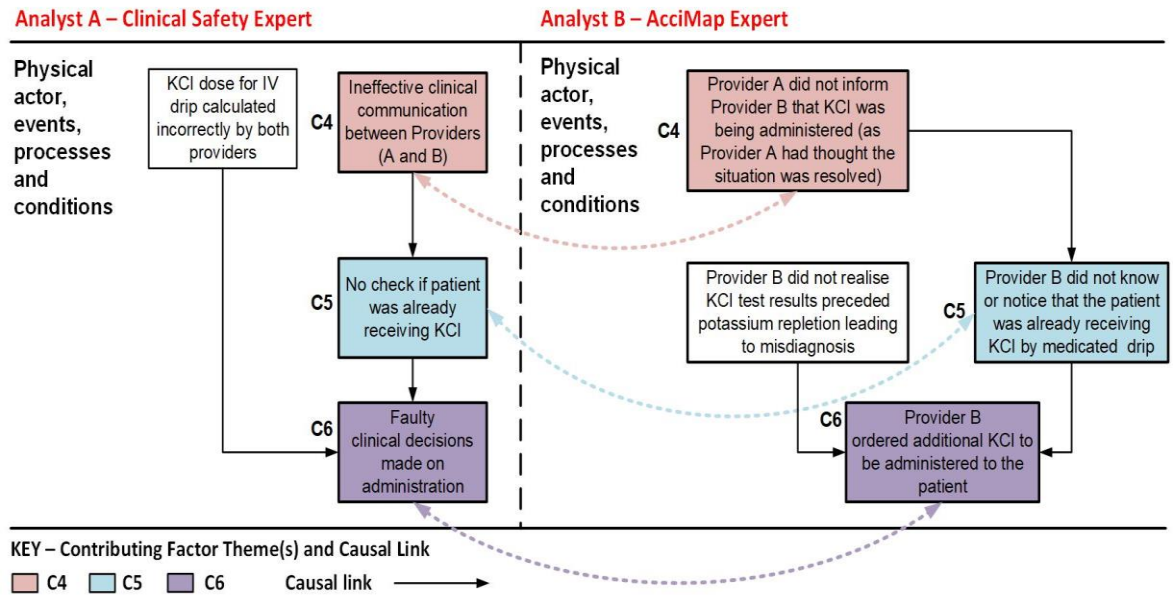 Analyst A – Clinical Safety Expert
Physical
actor,
events,
processes
and
conditions
KCI dose for IV
drip calculated
incorrectly by both
providers
C4
Ineffective clinical
communication
between Providers
(A and B)
C5
No check if patient
was already
receiving KCI
C6
Faulty
clinical decisions
made on
administration
Analyst B – AcciMap Expert
Physical
actor,
events,
processes
and
conditions
C4
Provider A did not inform
Provider B that KCI was
being administered (as
Provider A had thought the
situation was resolved)
Provider B did not realise
KCI test results preceded
potassium repletion leading
to misdiagnosis
C5
Provider B did not know
or notice that the patient
was already receiving
KCI by medicated drip
C6
Provider B
ordered additional KCI to
be administered to the
patient
KEY – Contributing Factor Theme(s) and Causal Link
C4 C5 C6 Causal link